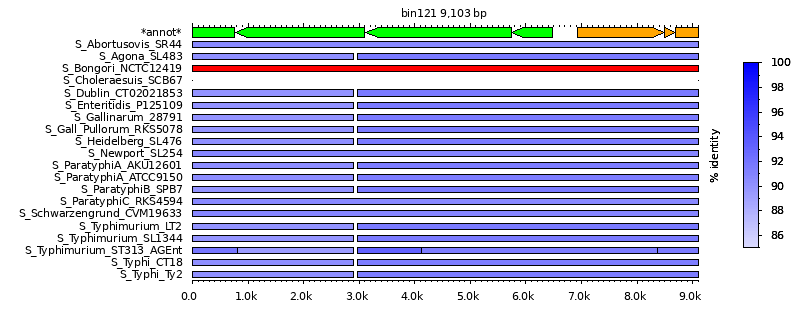 bin121 9,103 bp
*annot*
S_Abortusovis_SR44
S_Agona_SL483
S_Bongori_NCTC12419
S_Choleraesuis_SCB67
S_Dublin_CT02021853
S_Enteritidis_P125109
S_Gallinarum_28791
S_Gall_Pullorum_RKS5078
S_Heidelberg_SL476
S_Newport_SL254
S_ParatyphiA_AKU12601
S_ParatyphiA_ATCC9150
S_ParatyphiB_SPB7
S_ParatyphiC_RKS4594
S_Schwarzengrund_CVM19633
S_Typhimurium_LT2
S_Typhimurium_SL1344
S_Typhimurium_ST313_AGEnt
S_Typhi_CT18
S_Typhi_Ty2
0.0 1.0k 2.0k 3.0k 4.0k 5.0k 6.0k 7.0k 8.0k 9.0k
% identity
100
98
96
94
92
90
88
86